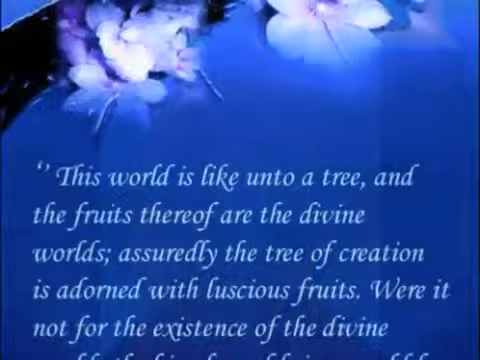 ‘’ This world is like unto a tree, and
the fruits thereof are the divine
worlds; assuredly the tree of creation
is adorned with luscious fruits. Were it
not for the existence of the divine